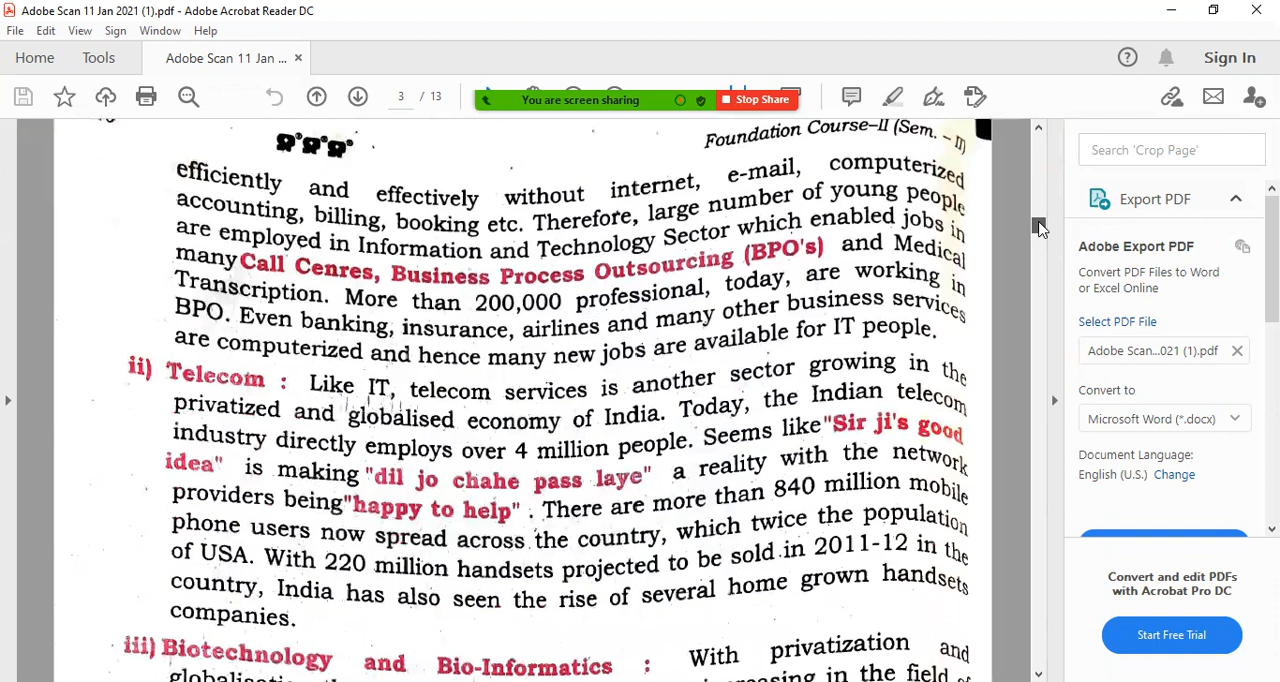 Adobe Scan 11 Jan 2021 (1).pdf - Adobe Acrobat Reader DC
File Edit View Sign Window Help
Home Tools Adobe Scan 11 Jan ... × Sign In
3 / 13 You are screen sharing Stop Share
Foundation Course-II (Sem. - II)
efficiently and effectively without internet, e-mail, computerized
accounting, billing, booking etc. Therefore, large number of young people
are employed in Information and Technology Sector which enabled jobs in
many Call Cenres, Business Process Outsourcing (BPO's) and Medical
Transcription. More than 200,000 professional, today, are working in
BPO. Even banking, insurance, airlines and many other business services
are computerized and hence many new jobs are available for IT people.
ii) Telecom : Like IT, telecom services is another sector growing in the
privatized and globalised economy of India. Today, the Indian telecom
industry directly employs over 4 million people. Seems like "Sir ji's good
idea" is making "dil jo chahe pass laye" a reality with the network
providers being "happy to help". There are more than 840 million mobile
phone users now spread across the country, which twice the population
of USA. With 220 million handsets projected to be sold in 2011-12 in the
country, India has also seen the rise of several home grown handsets
companies.
iii) Biotechnology and Bio-Informatics : With privatization and
increasing in the field of
Search 'Crop Page'
Export PDF
Adobe Export PDF
Convert PDF Files to Word
or Excel Online
Select PDF File
Adobe Scan...021 (1).pdf ×
Convert to
Microsoft Word (*.docx)
Document Language:
English (U.S.) Change
Convert and edit PDFs
with Acrobat Pro DC
Start Free Trial